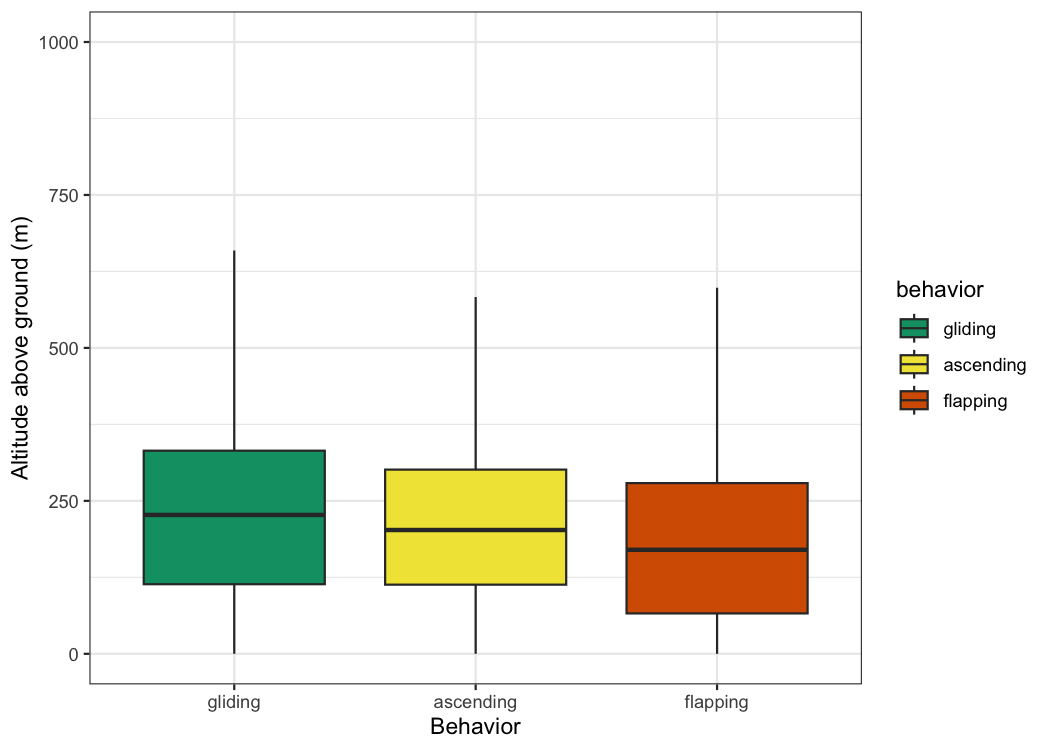 1000
750
500
250
0
Altitude above ground (m)
gliding
ascending
flapping
Behavior
behavior
gliding
ascending
flapping